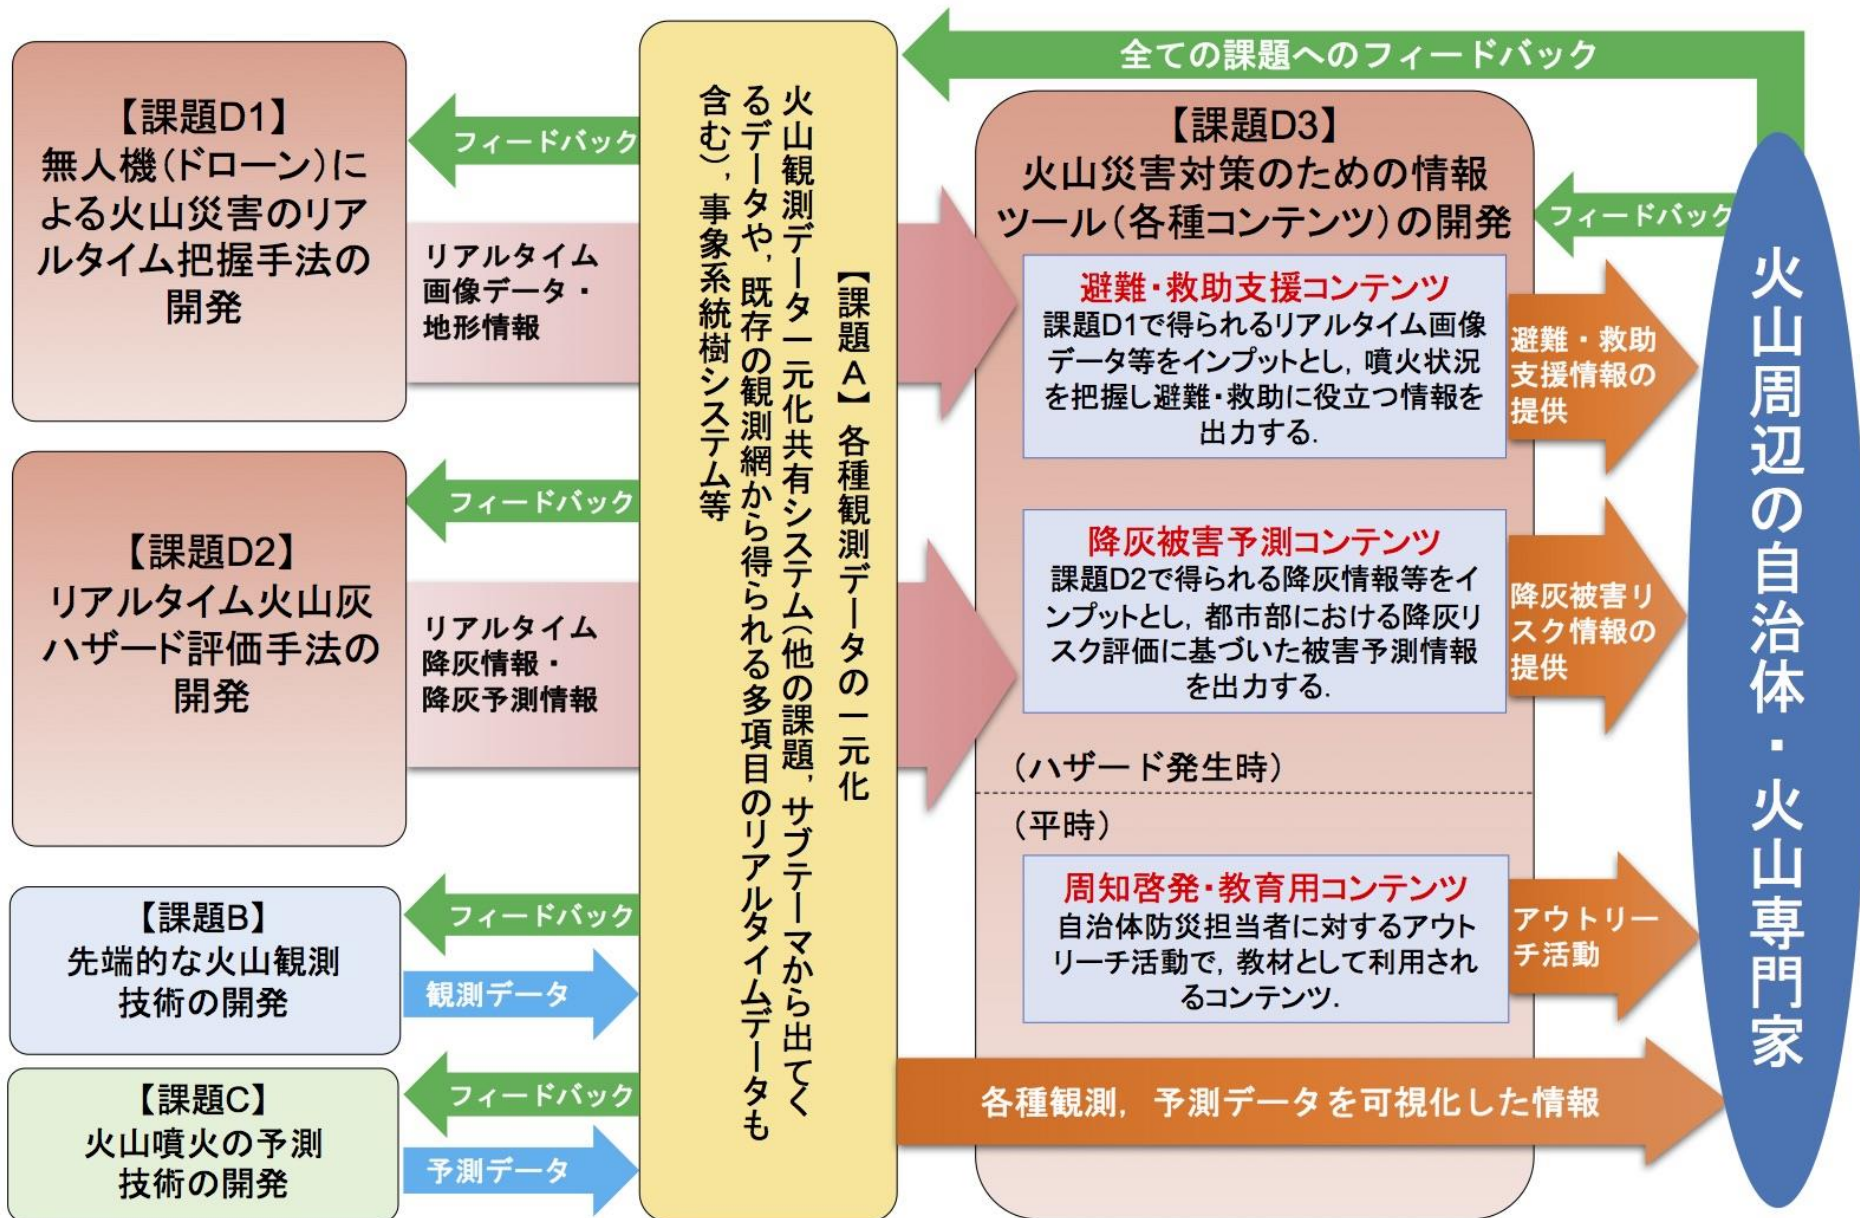 全ての課題へのフィードバック
【課題D1】
無人機(ドローン)に
よる火山災害のリア
ルタイム把握手法の
開発
フィードバック
リアルタイム
画像データ・
地形情報
【課題D2】
リアルタイム火山灰
ハザード評価手法の
開発
フィードバック
リアルタイム
降灰情報・
降灰予測情報
【課題B】
先端的な火山観測
技術の開発
フィードバック
観測データ
【課題C】
火山噴火の予測
技術の開発
フィードバック
予測データ
【課題A】各種観測データの一元化
火山観測データ一元化共有システム(他の課題，サブテーマから出てく
るデータや，既存の観測網から得られる多項目のリアルタイムデータも
含む)，事象系統樹システム等
【課題D3】
火山災害対策のための情報
ツール(各種コンテンツ)の開発
避難・救助支援コンテンツ
課題D1で得られるリアルタイム画像
データ等をインプットとし，噴火状況
を把握し避難・救助に役立つ情報を
出力する．
降灰被害予測コンテンツ
課題D2で得られる降灰情報等をイ
ンプットとし，都市部における降灰リ
スク評価に基づいた被害予測情報
を出力する．
(ハザード発生時)
(平時)
周知啓発・教育用コンテンツ
自治体防災担当者に対するアウト
リーチ活動で，教材として利用され
るコンテンツ．
各種観測，予測データを可視化した情報
フィードバック
避難・救助
支援情報の
提供
降灰被害リ
スク情報の
提供
アウトリー
チ活動
火山周辺の自治体・火山専門家